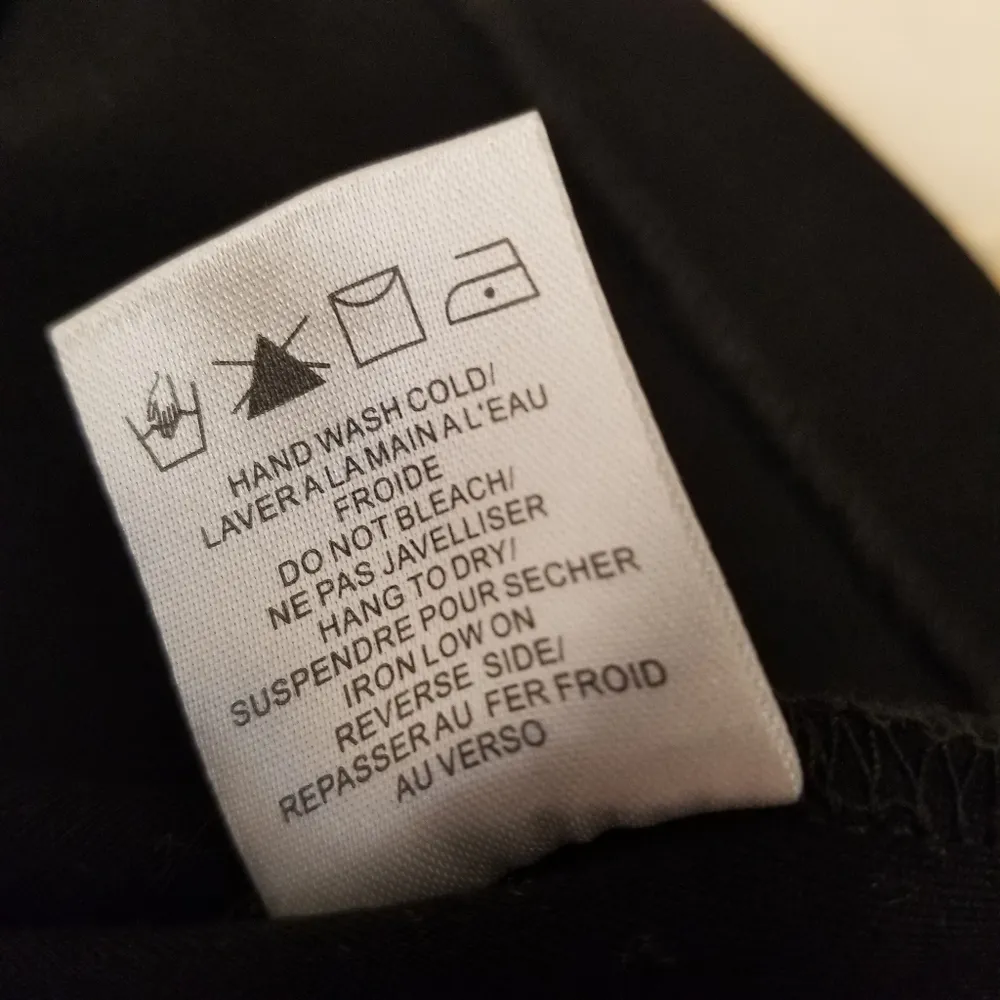 HAND WASH COLD/
LAVER A LA MAIN A L'EAU
FROIDE
DO NOT BLEACH/
NE PAS JAVELLISER
HANG TO DRY/
SUSPENDRE POUR SECHER
IRON LOW ON
REVERSE SIDE/
REPASSER AU FER FROID
AU VERSO